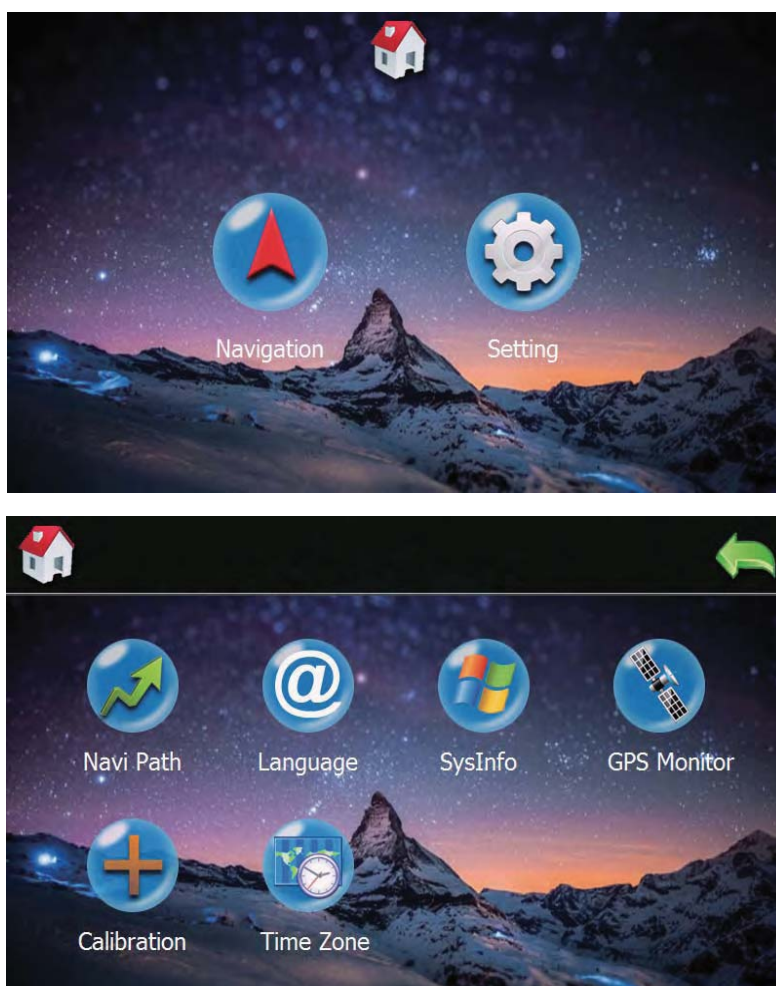 Navigation
Setting
Navi Path
Language
SysInfo
GPS Monitor
Calibration
Time Zone